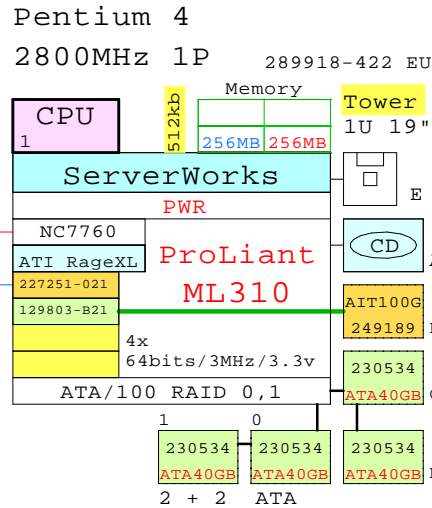 Pentium 4
2800MHz 1P
289918-422 EU
Memory
512kb
Tower
1U 19"
CPU
1
256MB 256MB
ServerWorks
E
PWR
NC7760
ProLiant
ML310
CD
ATI RageXL
227251-021
129803-B21
AIT100G
249189
4x
64bits/3MHz/3.3v
230534
ATA40GB
ATA/100 RAID 0,1
1 0
230534 230534 230534
ATA40GB ATA40GB ATA40GB
2 + 2 ATA